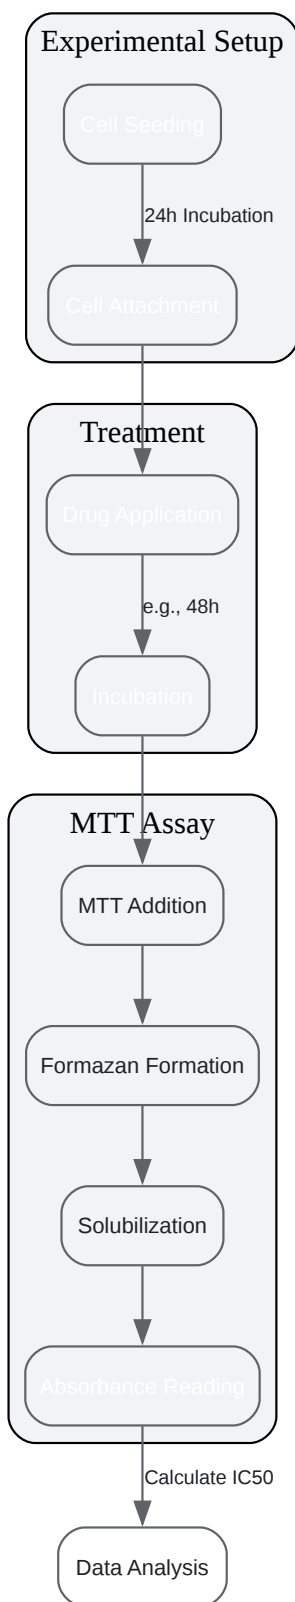 Experimental Setup
Cell Seeding
24h Incubation
Cell Attachment
Treatment
Drug Application
e.g., 48h
Incubation
MTT Assay
MTT Addition
Formazan Formation
Solubilization
Absorbance Reading
Calculate IC50
Data Analysis